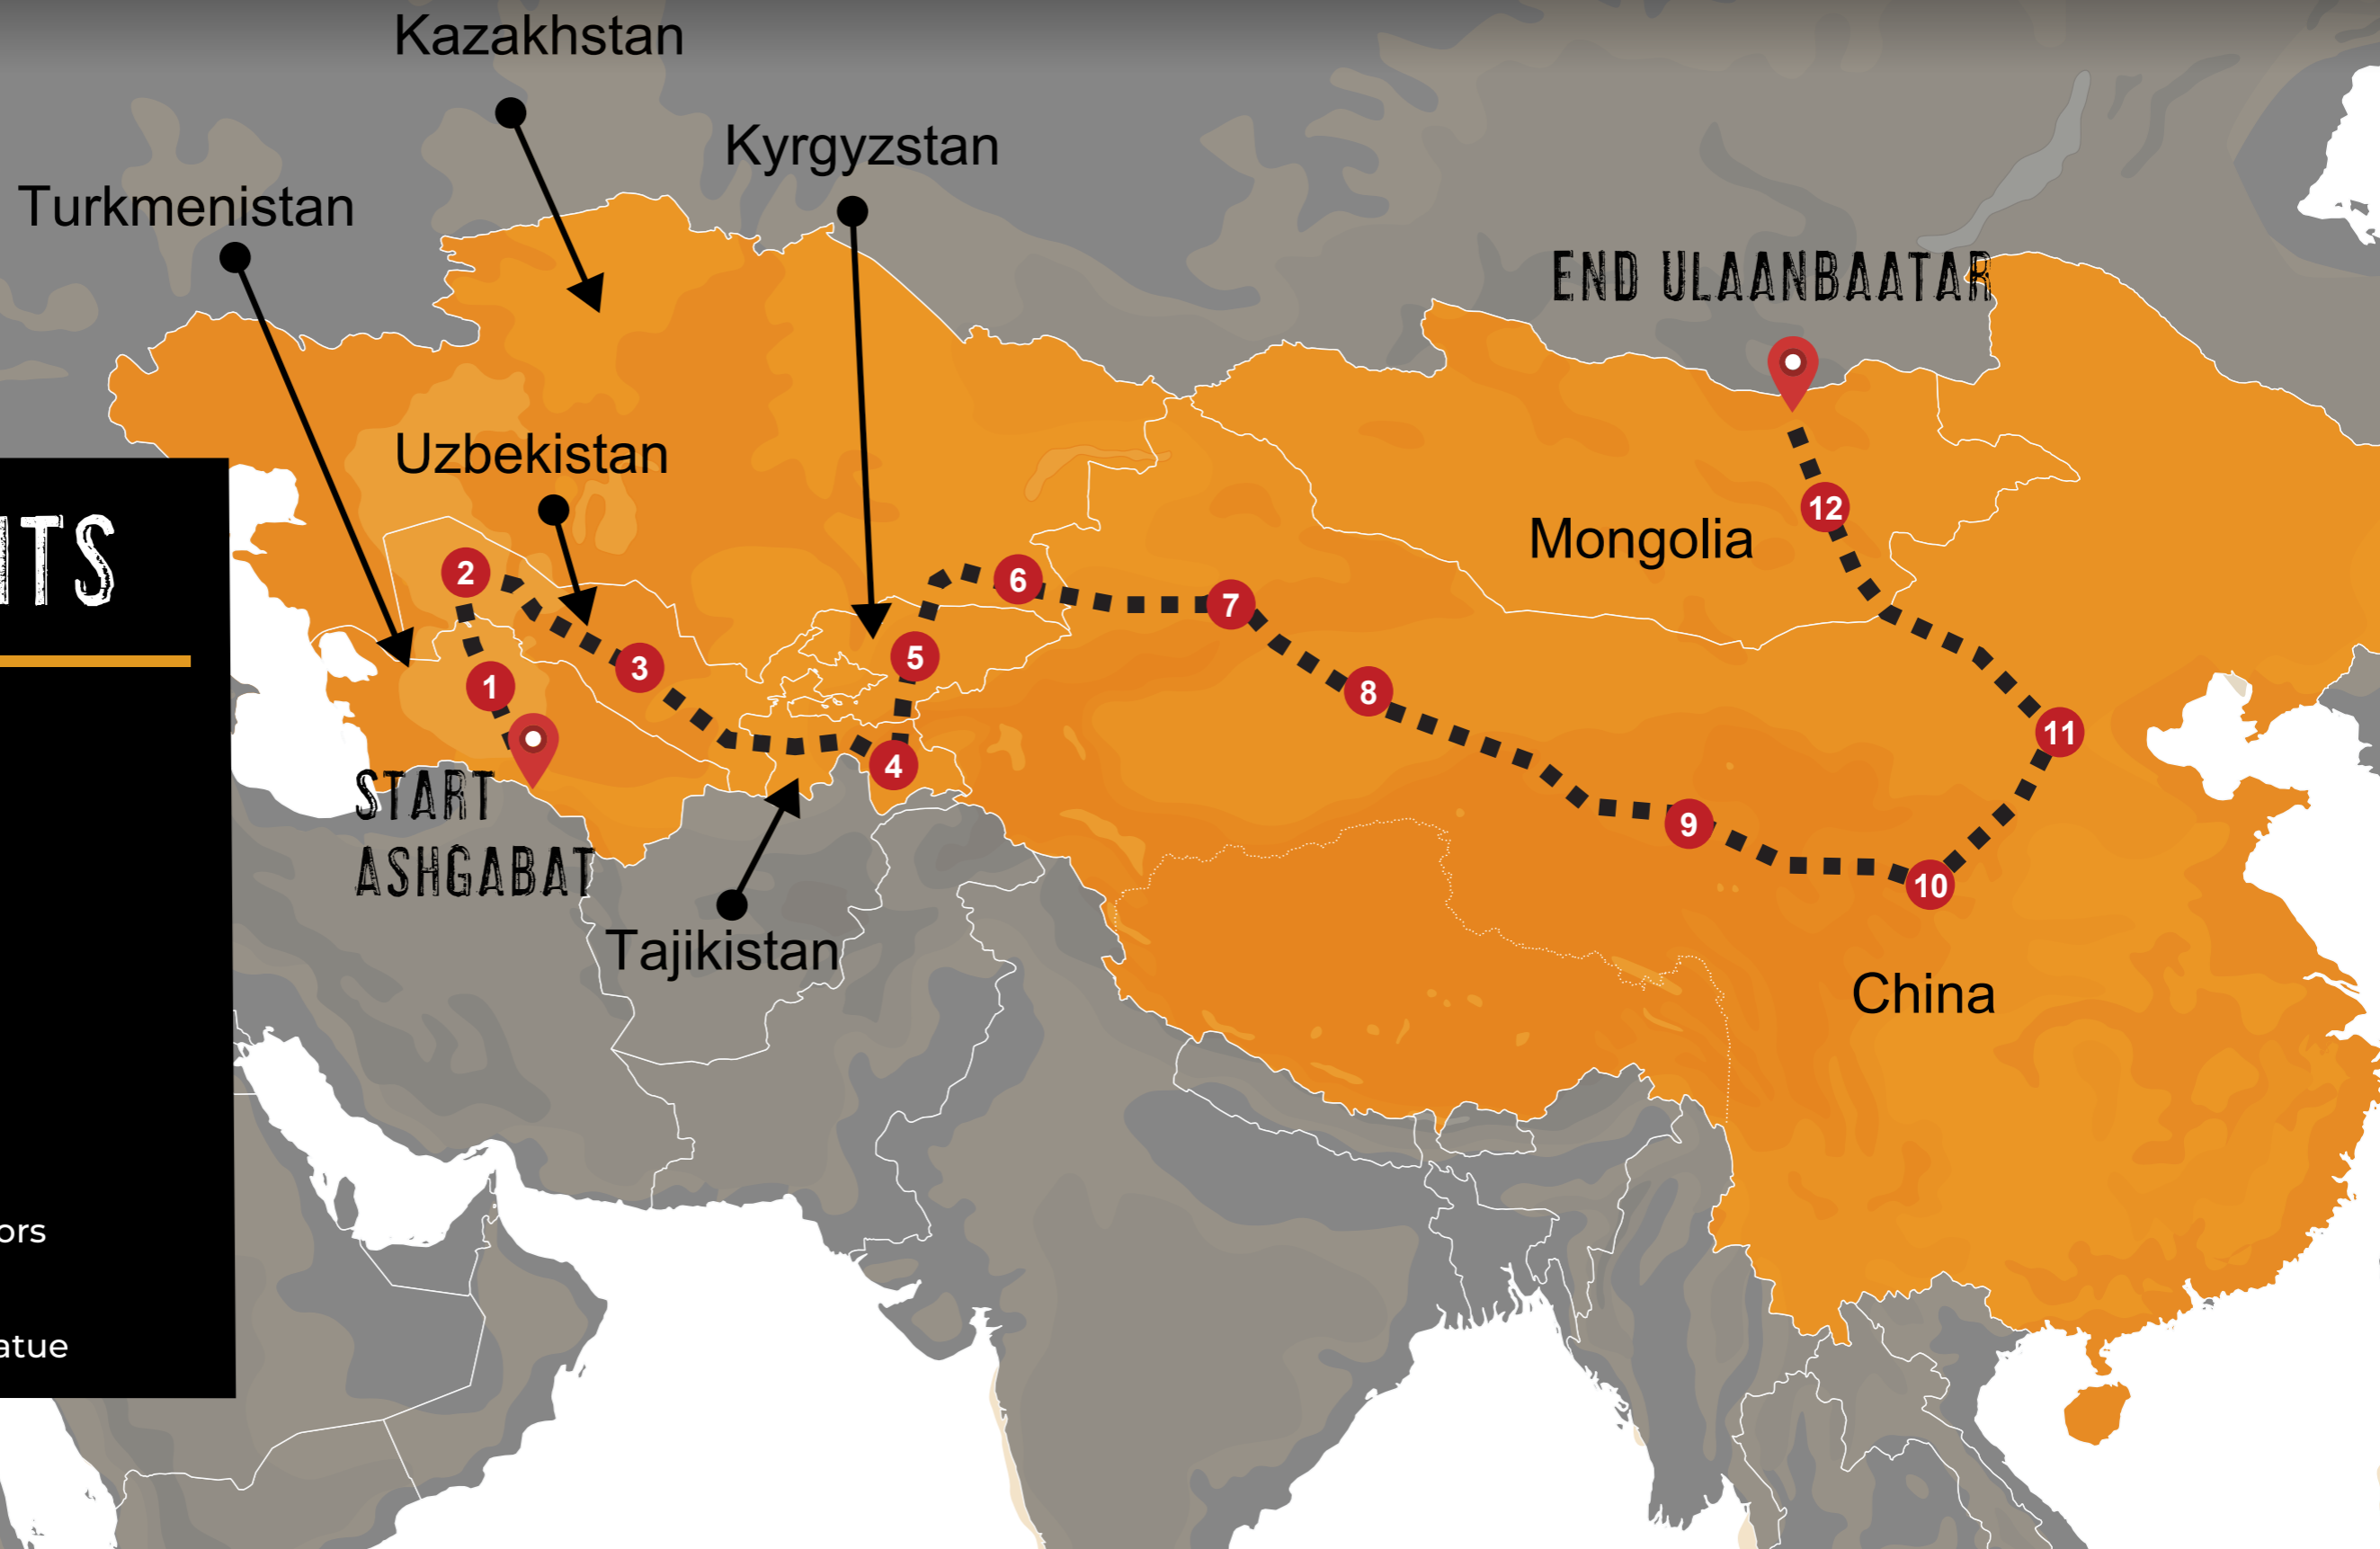 Kazakhstan
Kyrgyzstan
Turkmenistan
END ULAANBAATAR
Uzbekistan
Mongolia
START
ASHGABAT
Tajikistan
China
1
2
3
4
5
6
7
8
9
10
11
12
TS
ors
atue